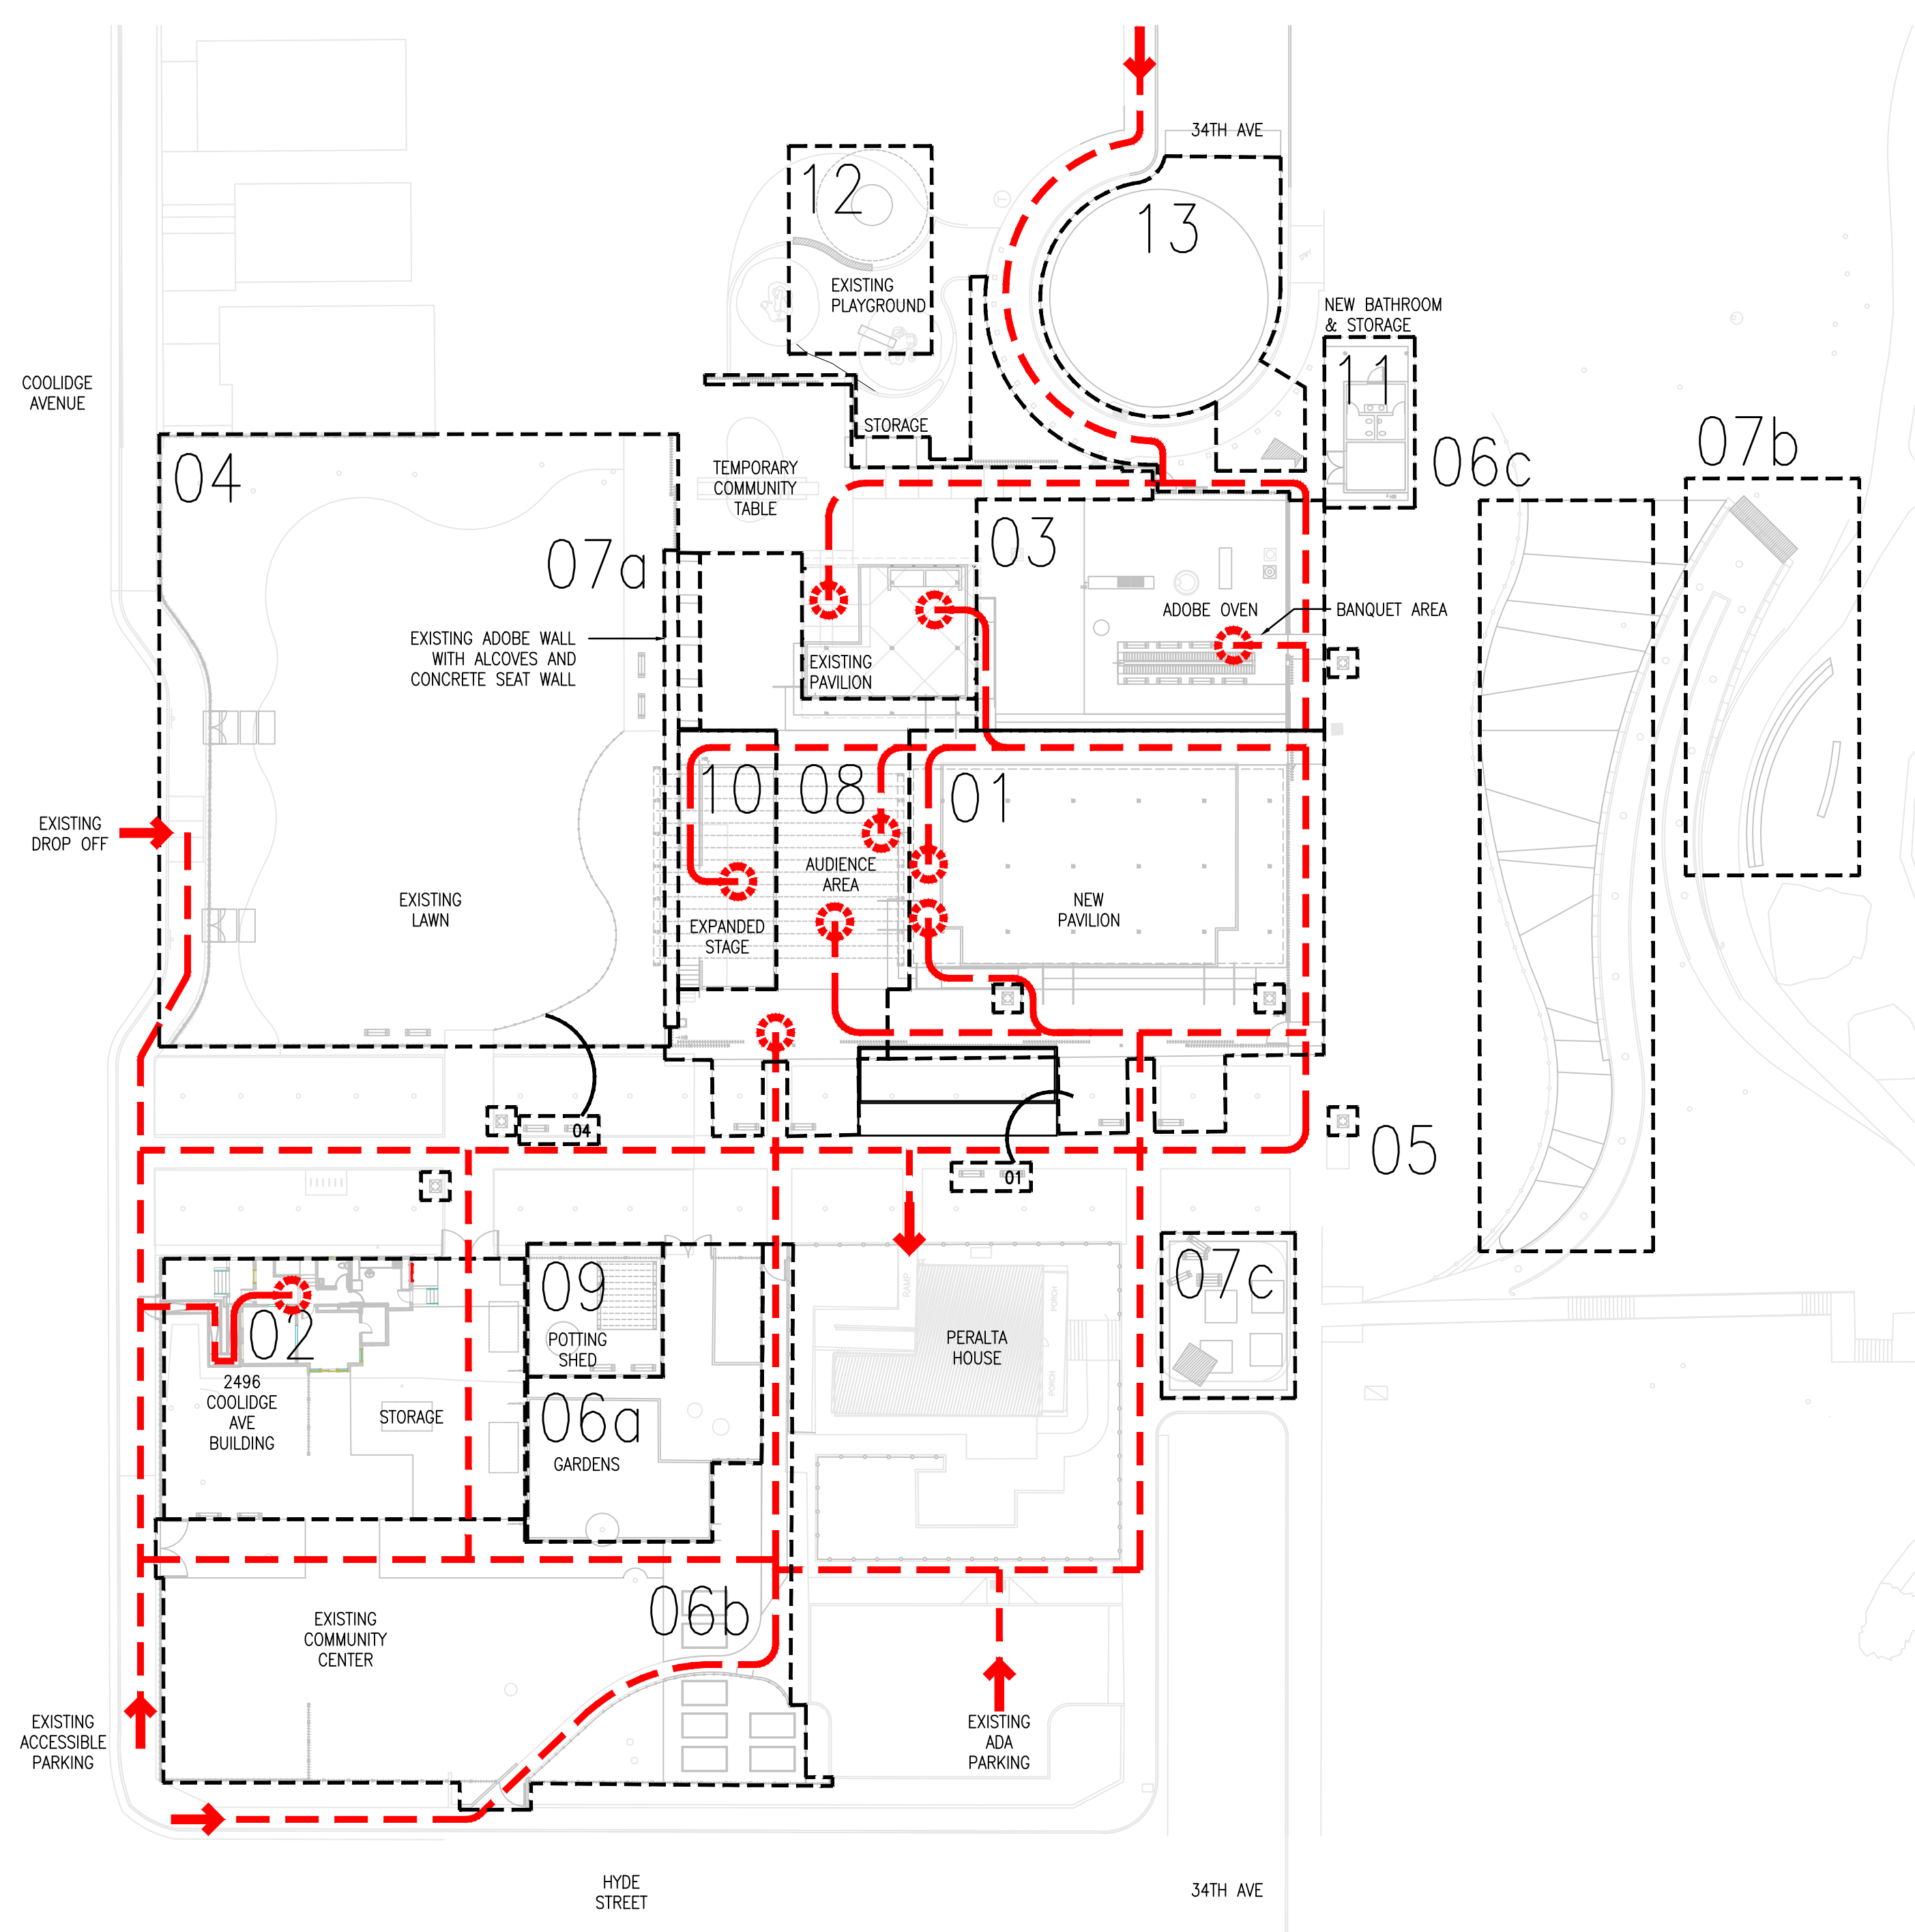 34TH AVE
12
13
EXISTING
PLAYGROUND
NEW BATHROOM
& STORAGE
11
COOLIDGE
AVENUE
STORAGE
07b
06c
04
TEMPORARY
COMMUNITY
TABLE
03
07a
ADOBE OVEN
BANQUET AREA
EXISTING ADOBE WALL
WITH ALCOVES AND
CONCRETE SEAT WALL
EXISTING
PAVILION
10
08
01
EXISTING
DROP OFF
AUDIENCE
AREA
EXISTING
LAWN
NEW
PAVILION
EXPANDED
STAGE
04
05
01
09
07c
RAMP
PORCH
02
POTTING
SHED
PERALTA
HOUSE
2496
COOLIDGE
AVE
BUILDING
STORAGE
PORCH
06a
GARDENS
06b
EXISTING
COMMUNITY
CENTER
EXISTING
ACCESSIBLE
PARKING
EXISTING
ADA
PARKING
HYDE
STREET
34TH AVE